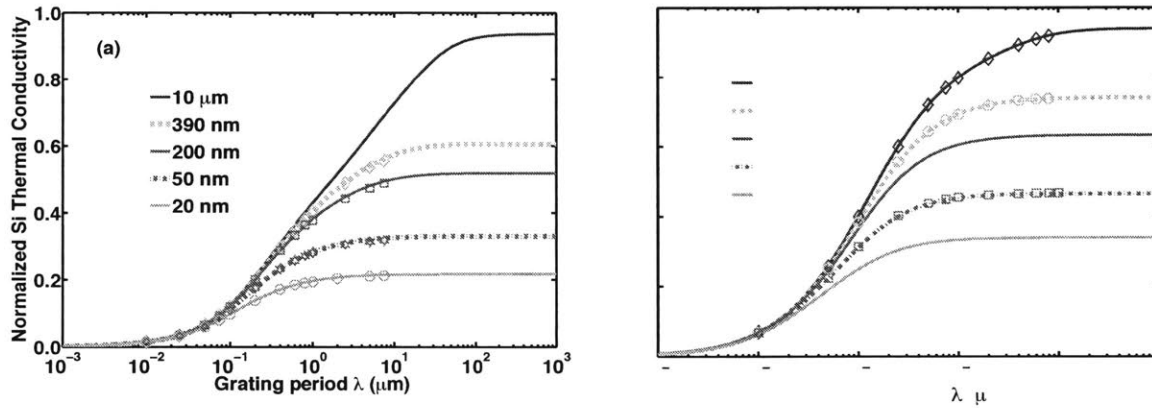 Normalized Si Thermal Conductivity
1.0
0.8
0.6
0.4
0.2
0.0
(a)
10 μm
390 nm
200 nm
50 nm
20 nm
10⁻³ 10⁻² 10⁻¹ 10⁰ 10¹ 10² 10³
Grating period λ (μm)
− − − −
λ μ